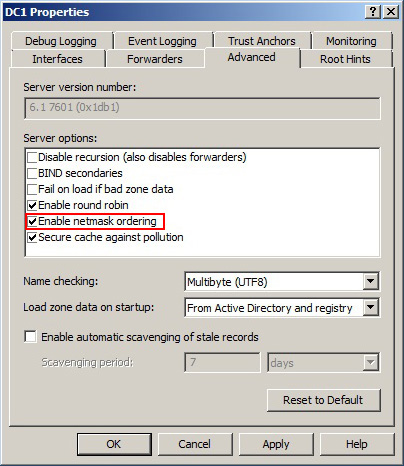 DC1 Properties
Debug Logging Event Logging Trust Anchors Monitoring
Interfaces Forwarders Advanced Root Hints
Server version number:
6.1 7601 (0x1db1)
Server options:
Disable recursion (also disables forwarders)
BIND secondaries
Fail on load if bad zone data
Enable round robin
Enable netmask ordering
Secure cache against pollution
Name checking: Multibyte (UTF8)
Load zone data on startup: From Active Directory and registry
Enable automatic scavenging of stale records
Scavenging period: 7 days
Reset to Default
OK Cancel Apply Help